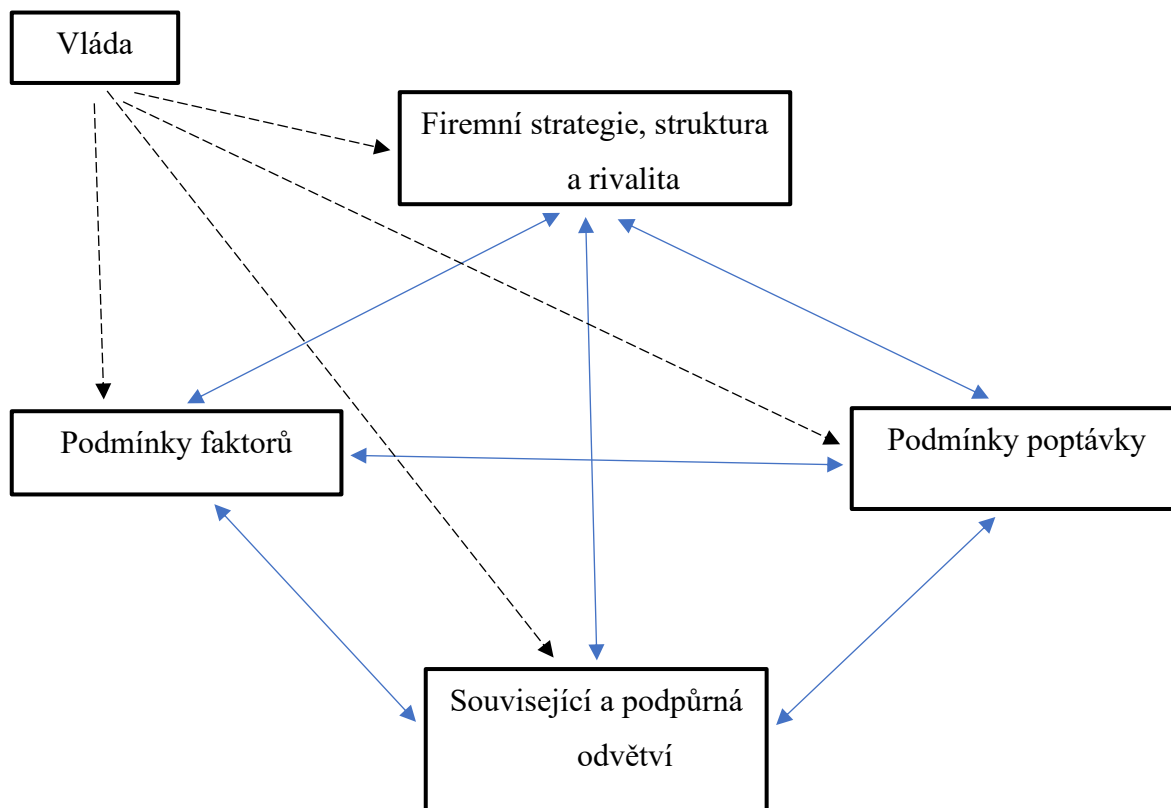 Vláda
Firemní strategie, struktura
a rivalita
Podmínky faktorů
Podmínky poptávky
Související a podpůrná
odvětví